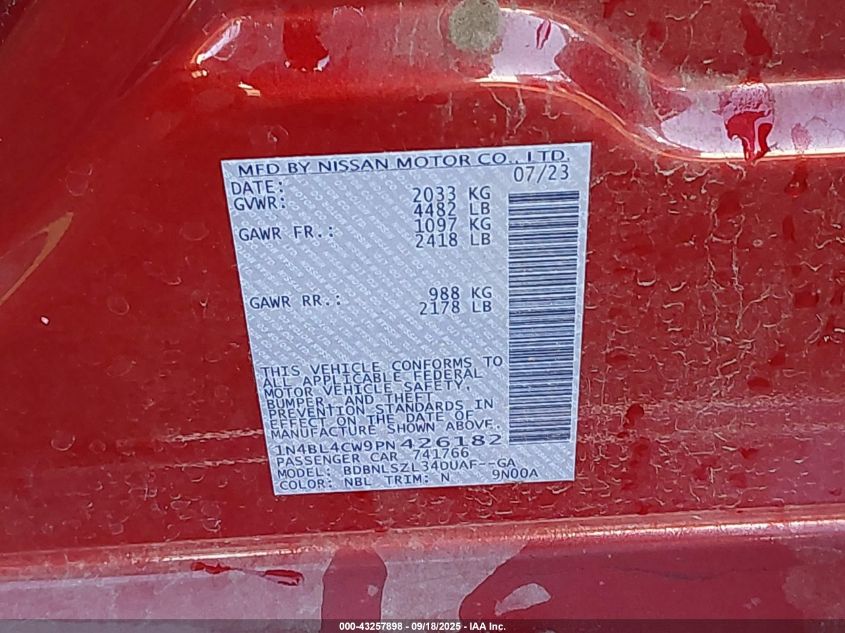 MFD BY NISSAN MOTOR CO., LTD.
DATE: 07/23
GVWR: 2033 KG
4482 LB
GAWR FR.: 1097 KG
2418 LB
GAWR RR.: 988 KG
2178 LB
THIS VEHICLE CONFORMS TO
ALL APPLICABLE FEDERAL
MOTOR VEHICLE SAFETY,
BUMPER, AND THEFT
PREVENTION STANDARDS IN
EFFECT ON THE DATE OF
MANUFACTURE SHOWN ABOVE.
1N4BL4CW9PN426182
PASSENGER CAR 741766
MODEL: BDBNLSZL34DUAF--GA
COLOR: NBL TRIM: N 9N00A
000-43257898 - 09/18/2025 - IAA Inc.